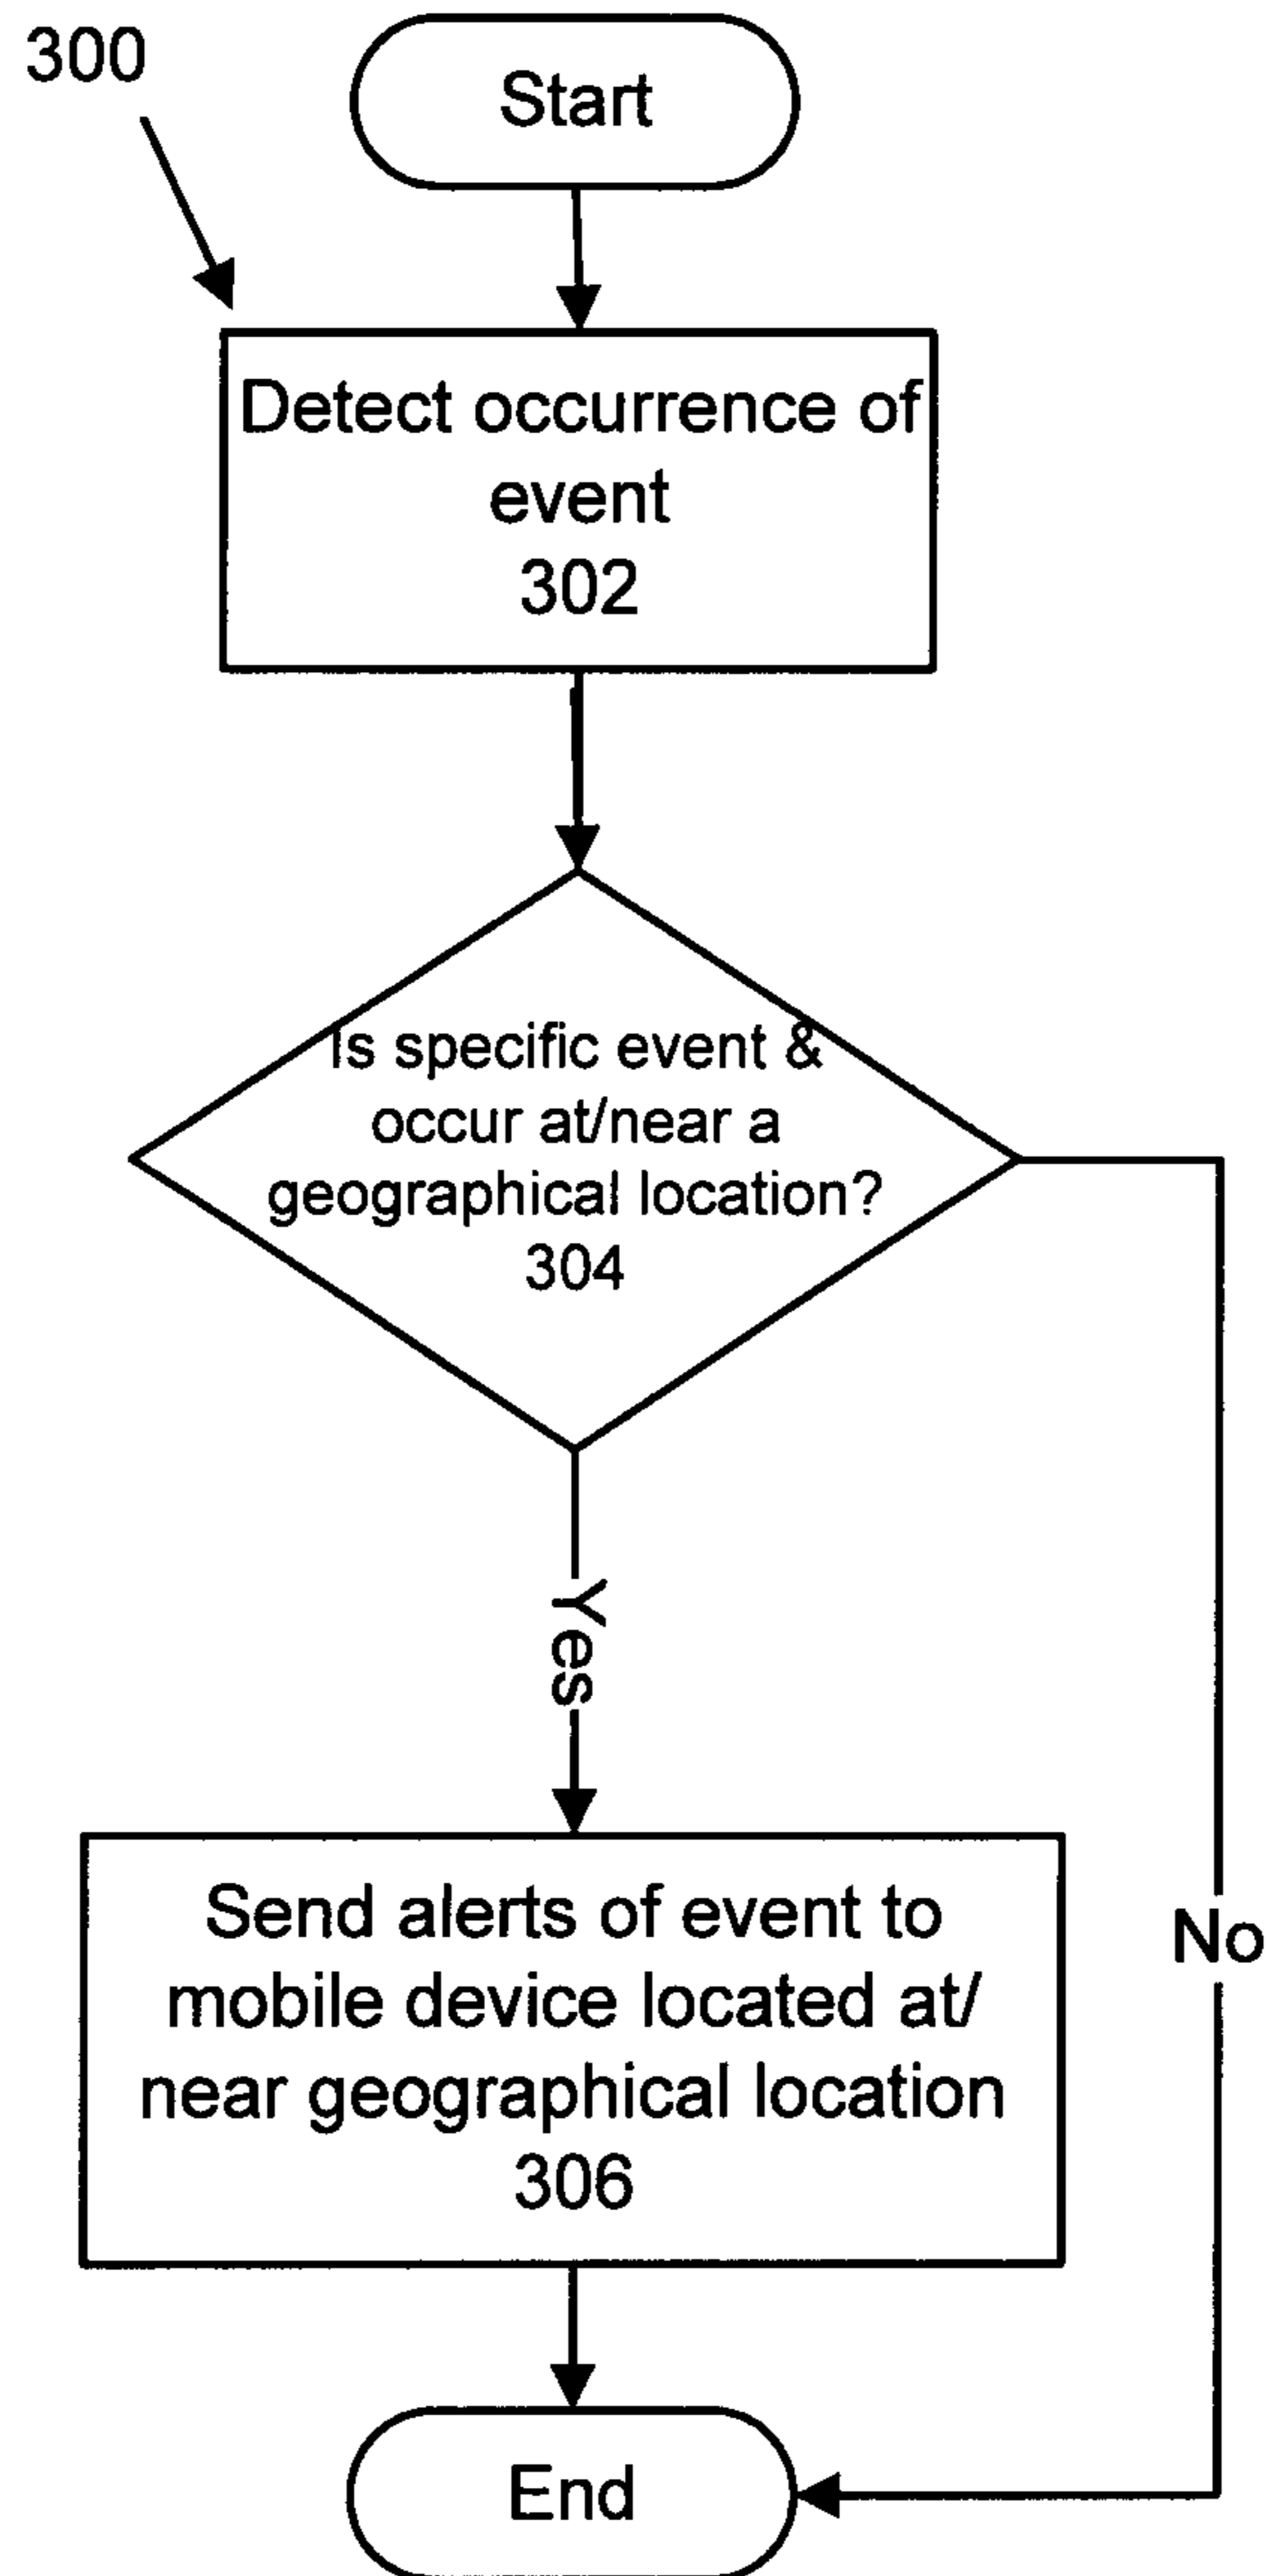 300
Start
Detect occurrence of
event
302
Is specific event &
occur at/near a
geographical location?
304
Yes
Send alerts of event to
mobile device located at/
near geographical location
306
No
End